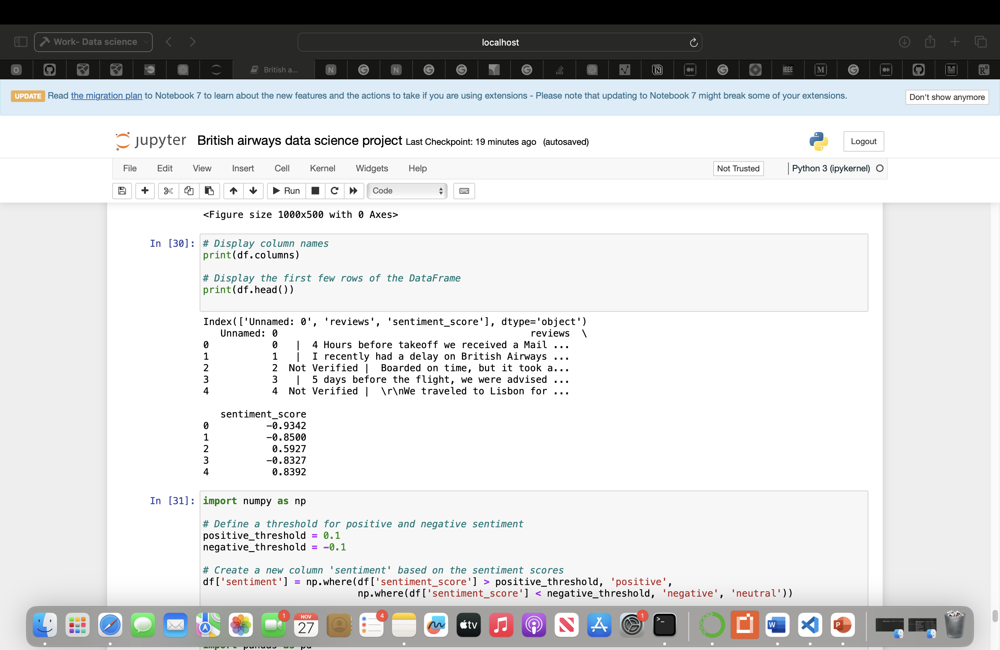 Work- Data science
localhost
British a...
UPDATE Read the migration plan to Notebook 7 to learn about the new features and the actions to take if you are using extensions - Please note that updating to Notebook 7 might break some of your extensions.
Don't show anymore
jupyter British airways data science project Last Checkpoint: 19 minutes ago (autosaved)
Logout
File Edit View Insert Cell Kernel Widgets Help
Not Trusted
Python 3 (ipykernel)
Run
Code
<Figure size 1000x500 with 0 Axes>
In [30]: # Display column names
print(df.columns)
# Display the first few rows of the DataFrame
print(df.head())
Index(['Unnamed: 0', 'reviews', 'sentiment_score'], dtype='object')
Unnamed: 0 reviews \
0 0 | 4 Hours before takeoff we received a Mail ...
1 1 | I recently had a delay on British Airways ...
2 2 Not Verified | Boarded on time, but it took a...
3 3 | 5 days before the flight, we were advised ...
4 4 Not Verified | \r\nWe traveled to Lisbon for ...
sentiment_score
0 -0.9342
1 -0.8500
2 0.5927
3 -0.8327
4 0.8392
In [31]: import numpy as np
# Define a threshold for positive and negative sentiment
positive_threshold = 0.1
negative_threshold = -0.1
# Create a new column 'sentiment' based on the sentiment scores
df['sentiment'] = np.where(df['sentiment_score'] > positive_threshold, 'positive',
np.where(df['sentiment_score'] < negative_threshold, 'negative', 'neutral'))
1
NOV
27
4
tv
1
import pandas as pd